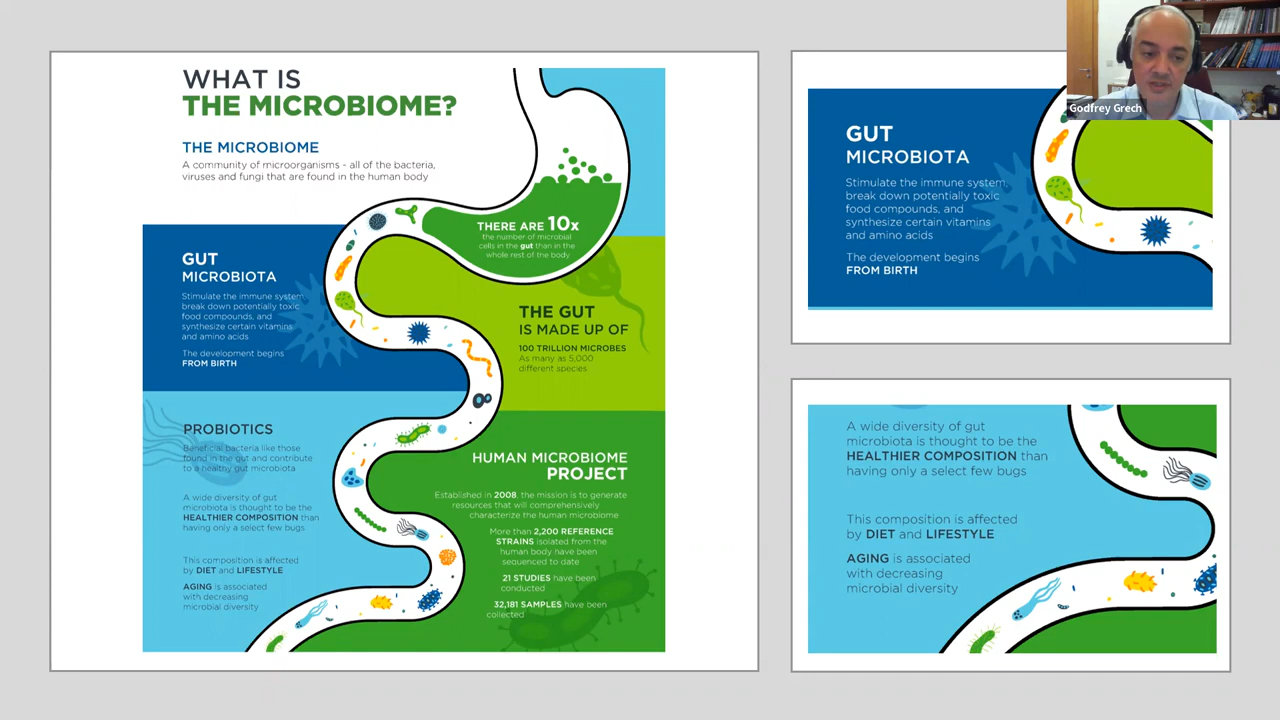 WHAT IS
THE MICROBIOME?
THE MICROBIOME
A community of microorganisms - all of the bacteria,
viruses and fungi that are found in the human body
THERE ARE 10x
the number of microbial
cells in the gut than in the
whole rest of the body
GUT
MICROBIOTA
Stimulate the immune system,
break down potentially toxic
food compounds, and
synthesize certain vitamins
and amino acids
The development begins
FROM BIRTH
THE GUT
IS MADE UP OF
100 TRILLION MICROBES
As many as 5,000
different species
PROBIOTICS
Beneficial bacteria like those
found in the gut and contribute
to a healthy gut microbiota
A wide diversity of gut
microbiota is thought to be the
HEALTHIER COMPOSITION than
having only a select few bugs
This composition is affected
by DIET and LIFESTYLE
AGING is associated
with decreasing
microbial diversity
HUMAN MICROBIOME
PROJECT
Established in 2008, the mission is to generate
resources that will comprehensively
characterize the human microbiome
More than 2,200 REFERENCE
STRAINS isolated from the
human body have been
sequenced to date
21 STUDIES have been
conducted
32,181 SAMPLES have been
collected
Godfrey Grech
GUT
MICROBIOTA
Stimulate the immune system,
break down potentially toxic
food compounds, and
synthesize certain vitamins
and amino acids
The development begins
FROM BIRTH
A wide diversity of gut
microbiota is thought to be the
HEALTHIER COMPOSITION than
having only a select few bugs
This composition is affected
by DIET and LIFESTYLE
AGING is associated
with decreasing
microbial diversity